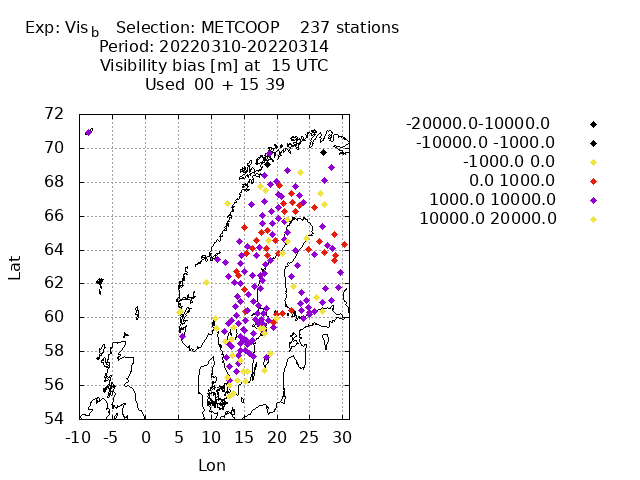 Exp: Vis_b   Selection: METCOOP    237 stations
Period: 20220310-20220314
Visibility bias [m] at  15 UTC
Used  00 + 15 39
-20000.0-10000.0
-10000.0 -1000.0
-1000.0 0.0
0.0 1000.0
1000.0 10000.0
10000.0 20000.0
72
70
68
66
64
62
60
58
56
54
Lat
-10 -5 0 5 10 15 20 25 30
Lon